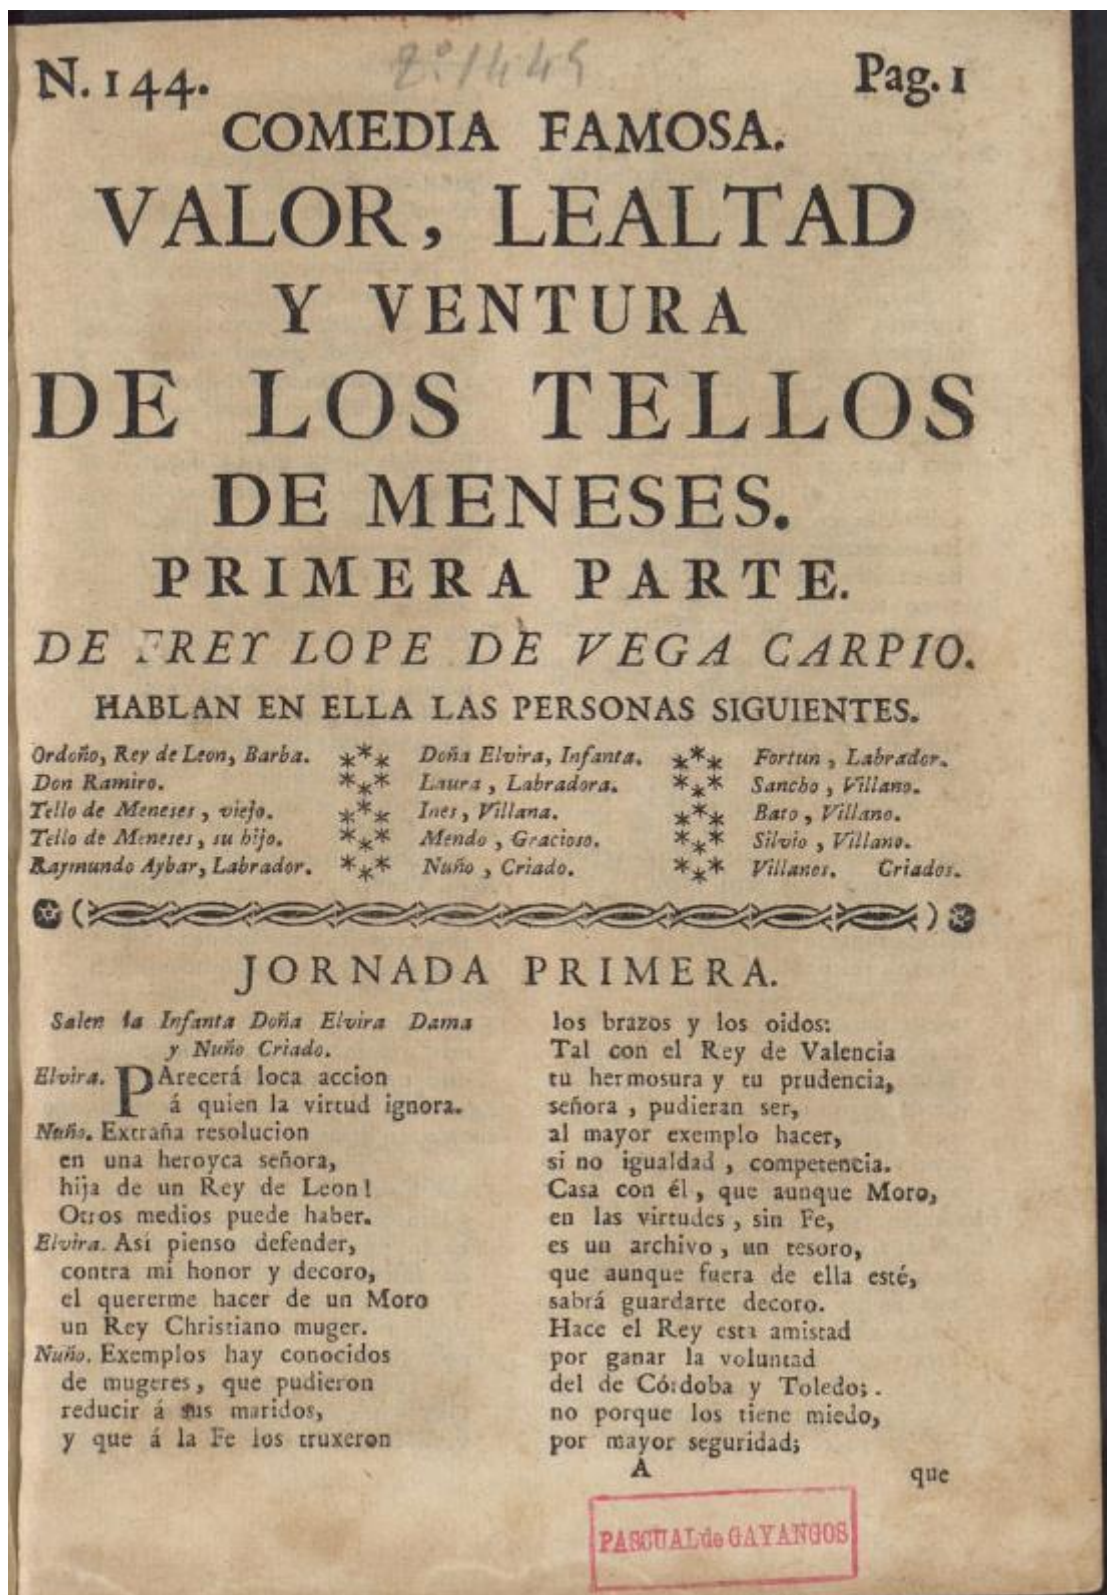 N. 144.
2º 1445
Pag. 1
COMEDIA FAMOSA.
VALOR, LEALTAD
Y VENTURA
DE LOS TELLOS
DE MENESES.
PRIMERA PARTE.
DE FREY LOPE DE VEGA CARPIO.
HABLAN EN ELLA LAS PERSONAS SIGUIENTES.
Ordoño, Rey de Leon, Barba.
Don Ramiro.
Tello de Meneses, viejo.
Tello de Meneses, su hijo.
Raymundo Aybar, Labrador.
Doña Elvira, Infanta.
Laura, Labradora.
Ines, Villana.
Mendo, Gracioso.
Nuño, Criado.
Fortun, Labrador.
Sancho, Villano.
Bato, Villano.
Silvio, Villano.
Villanos. Criados.
JORNADA PRIMERA.
Salen la Infanta Doña Elvira Dama
y Nuño Criado.
Elvira. PArecerá loca accion
á quien la virtud ignora.
Nuño. Extraña resolucion
en una heroyca señora,
hija de un Rey de Leon!
Otros medios puede haber.
Elvira. Así pienso defender,
contra mi honor y decoro,
el quererme hacer de un Moro
un Rey Christiano muger.
Nuño. Exemplos hay conocidos
de mugeres, que pudieron
reducir á sus maridos,
y que á la Fe los truxeron
los brazos y los oidos:
Tal con el Rey de Valencia
tu hermosura y tu prudencia,
señora, pudieran ser,
al mayor exemplo hacer,
si no igualdad, competencia.
Casa con él, que aunque Moro,
en las virtudes, sin Fe,
es un archivo, un tesoro,
que aunque fuera de ella esté,
sabrá guardarte decoro.
Hace el Rey esta amistad
por ganar la voluntad
del de Córdoba y Toledo;.
no porque los tiene miedo,
por mayor seguridad;
A
que
PASCUAL de GAYANGOS